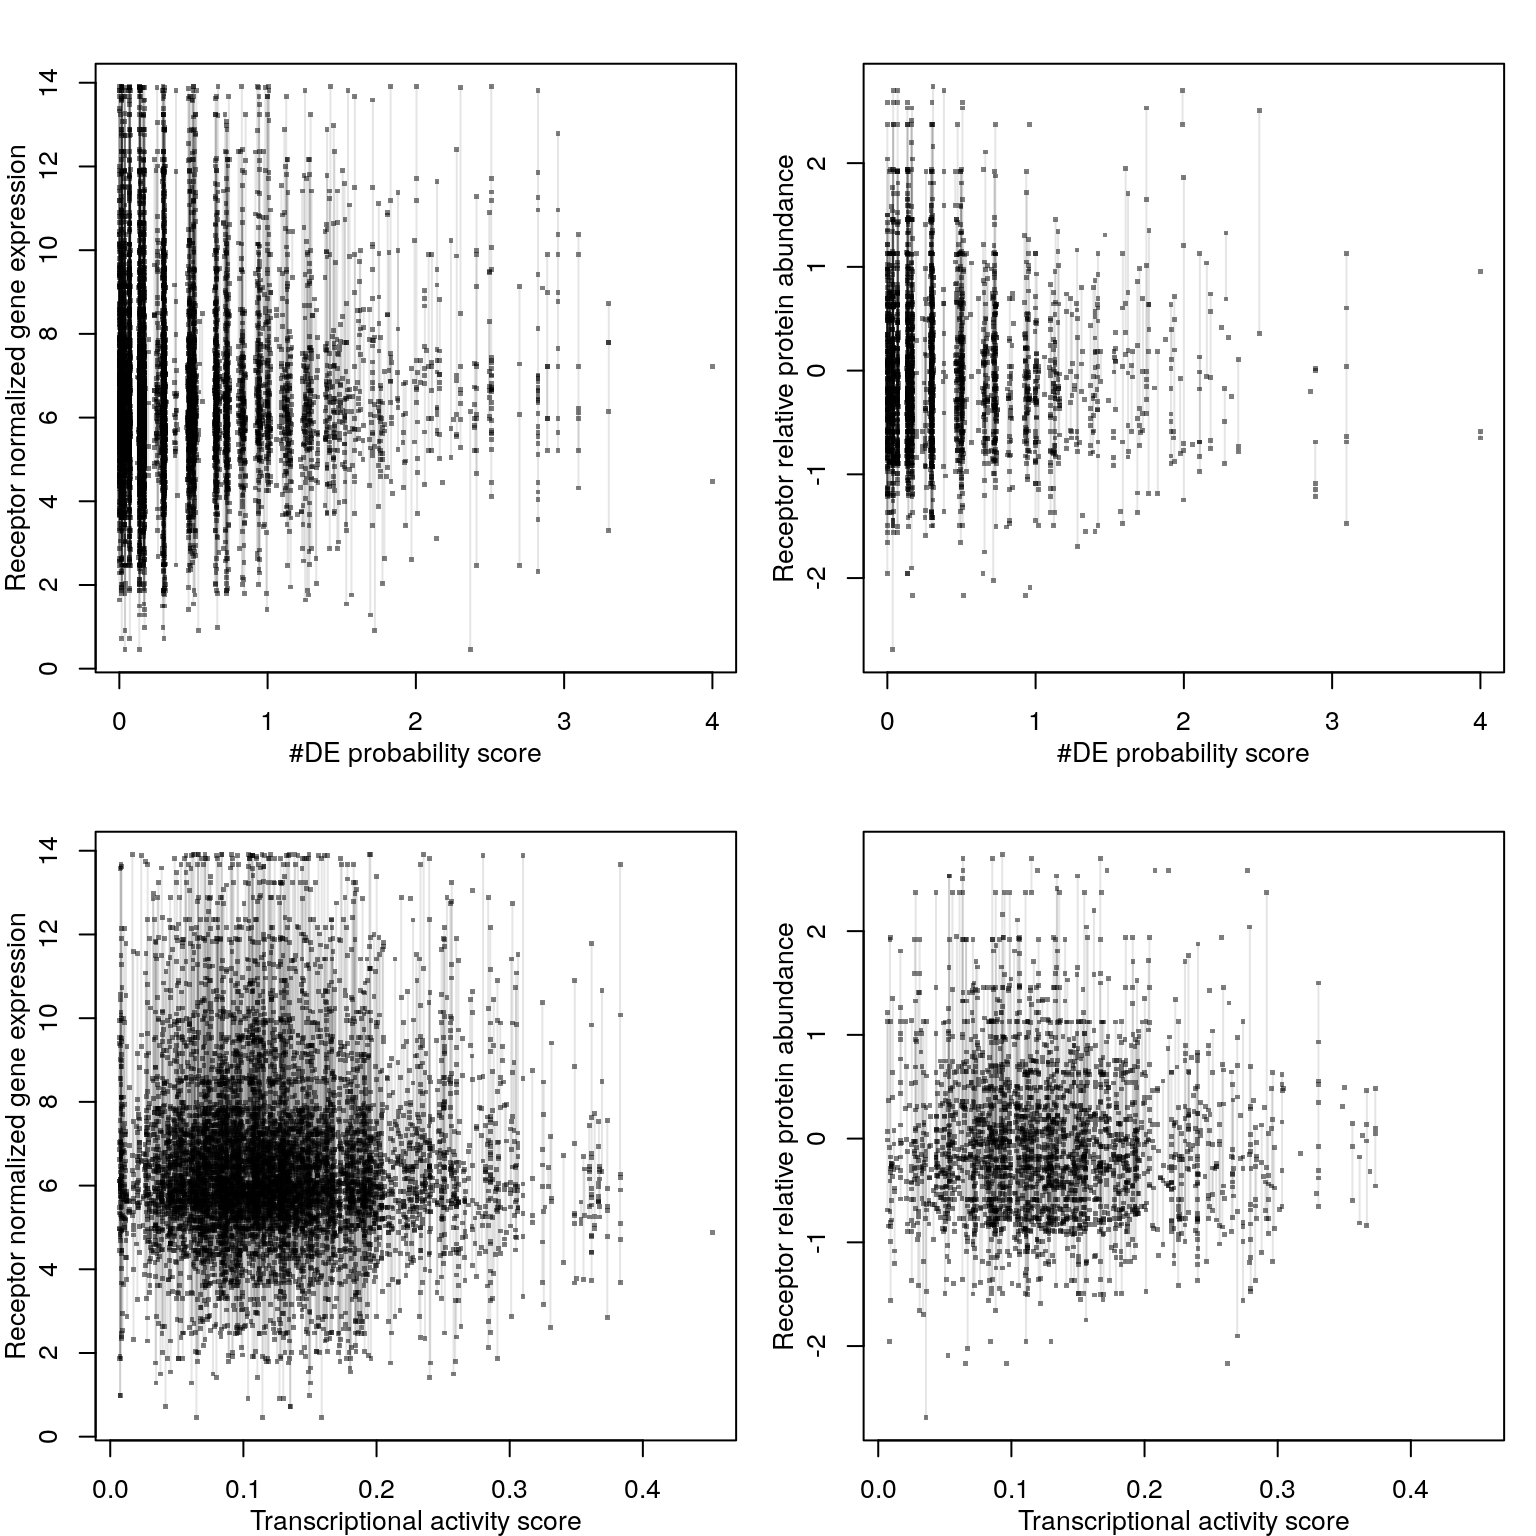 Receptor normalized gene expression
14
12
10
8
6
4
2
0
0 1 2 3 4
#DE probability score
Receptor relative protein abundance
2
1
0
-1
-2
0 1 2 3 4
#DE probability score
Receptor normalized gene expression
14
12
10
8
6
4
2
0
0.0 0.1 0.2 0.3 0.4
Transcriptional activity score
Receptor relative protein abundance
2
1
0
-1
-2
0.0 0.1 0.2 0.3 0.4
Transcriptional activity score